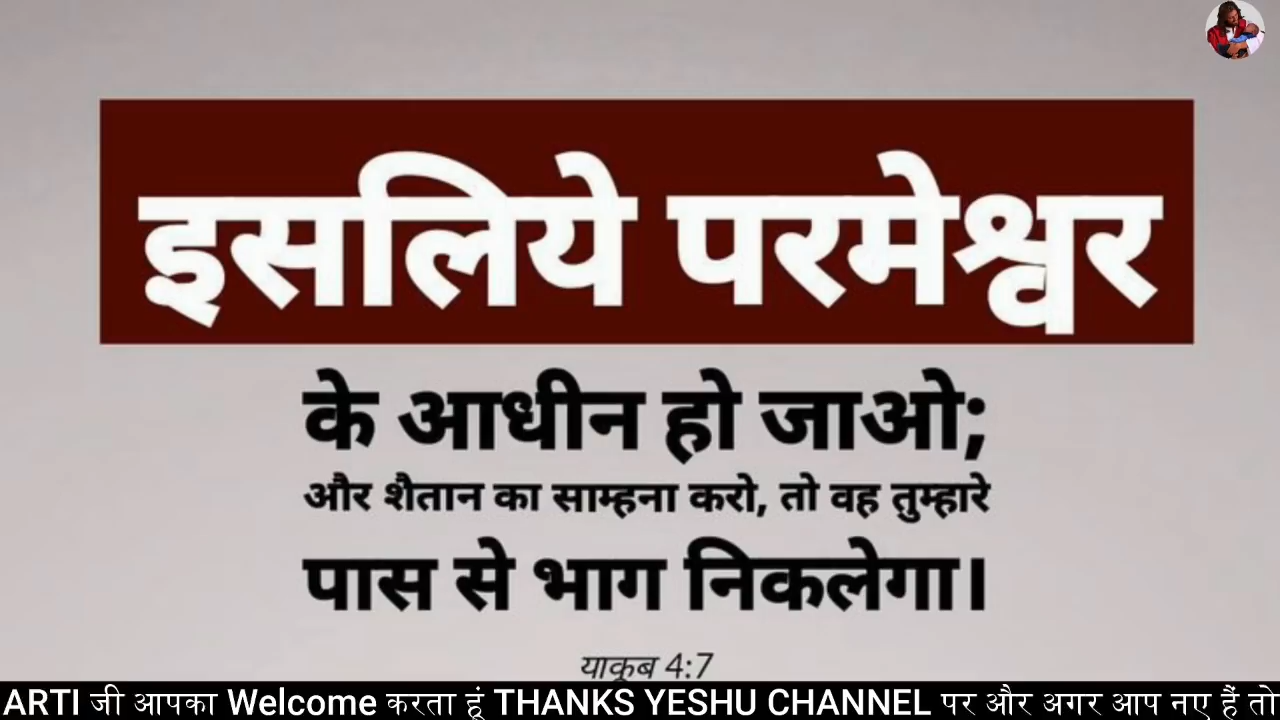 इसलिये परमेश्वर
के आधीन हो जाओ;
और शैतान का साम्हना करो, तो वह तुम्हारे
पास से भाग निकलेगा।
याकूब 4:7
ARTI जी आपका Welcome करता हूं THANKS YESHU CHANNEL पर और अगर आप नए हैं तो